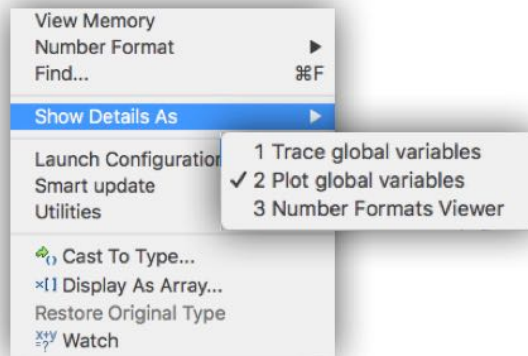 View Memory
Number Format
Find... ⌘F
Show Details As
1 Trace global variables
✓ 2 Plot global variables
3 Number Formats Viewer
Launch Configuration
Smart update
Utilities
Cast To Type...
×[] Display As Array...
Restore Original Type
X+Y =? Watch